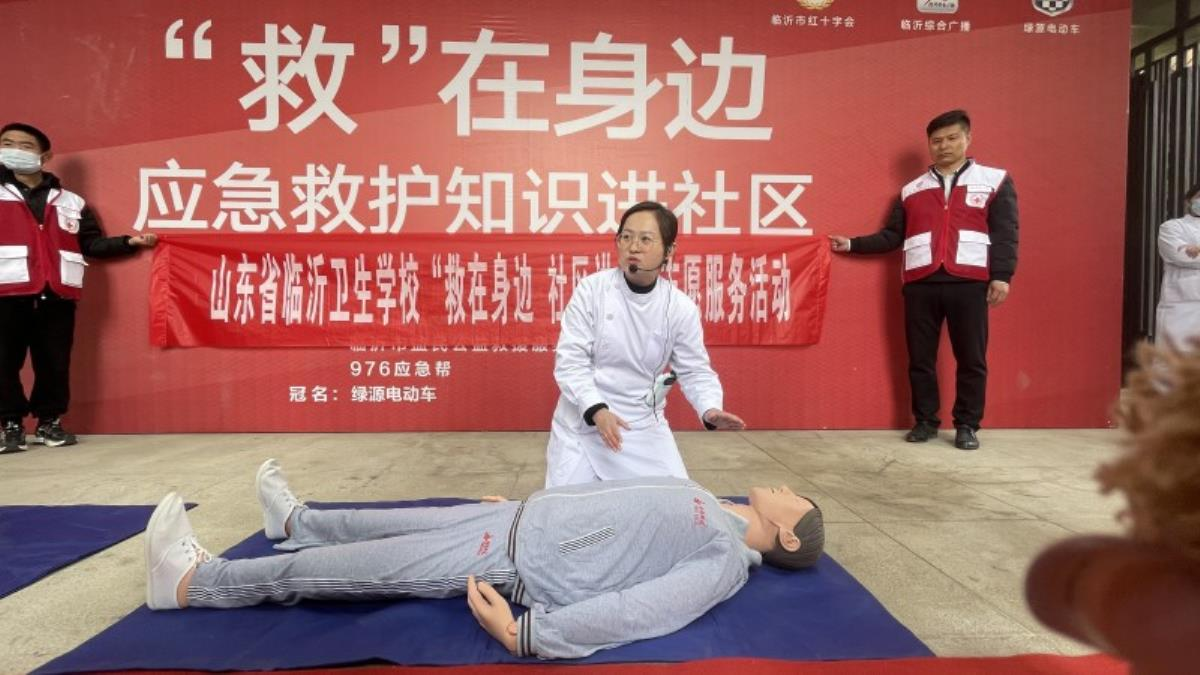 临沂市红十字会 临沂综合广播 绿源电动车
“救”在身边
应急救护知识进社区
山东省临沂卫生学校“救在身边 社区 志愿服务活动
976应急帮
冠名：绿源电动车